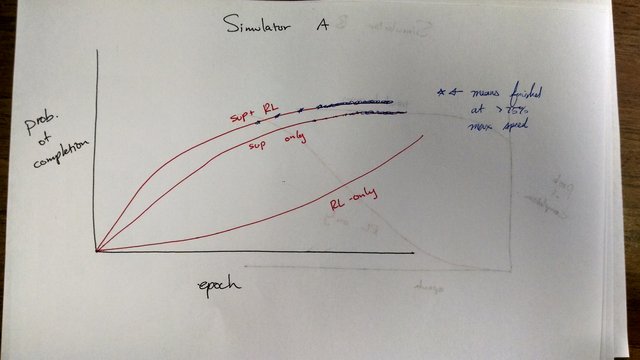 Simulator A
prob.
of
completion
sup+ RL
sup only
RL-only
epoch
** means finished
at >75%
max speed